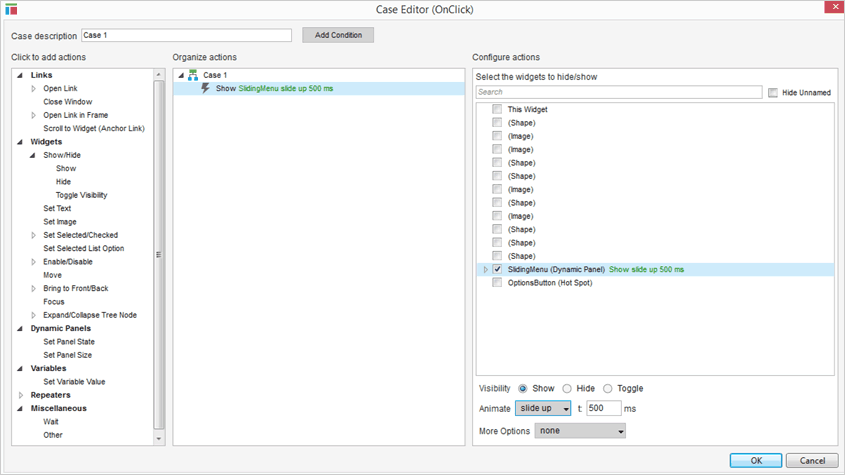 Case Editor (OnClick)
Case description
Case 1
Add Condition
Click to add actions
Links
Open Link
Close Window
Open Link in Frame
Scroll to Widget (Anchor Link)
Widgets
Show/Hide
Show
Hide
Toggle Visibility
Set Text
Set Image
Set Selected/Checked
Set Selected List Option
Enable/Disable
Move
Bring to Front/Back
Focus
Expand/Collapse Tree Node
Dynamic Panels
Set Panel State
Set Panel Size
Variables
Set Variable Value
Repeaters
Miscellaneous
Wait
Other
Organize actions
Case 1
Show SlidingMenu slide up 500 ms
Configure actions
Select the widgets to hide/show
Search
Hide Unnamed
This Widget
(Shape)
(Image)
(Image)
(Shape)
(Shape)
(Image)
(Shape)
(Image)
(Shape)
(Shape)
(Shape)
SlidingMenu (Dynamic Panel) Show slide up 500 ms
OptionsButton (Hot Spot)
Visibility Show Hide Toggle
Animate slide up t: 500 ms
More Options none
OK Cancel